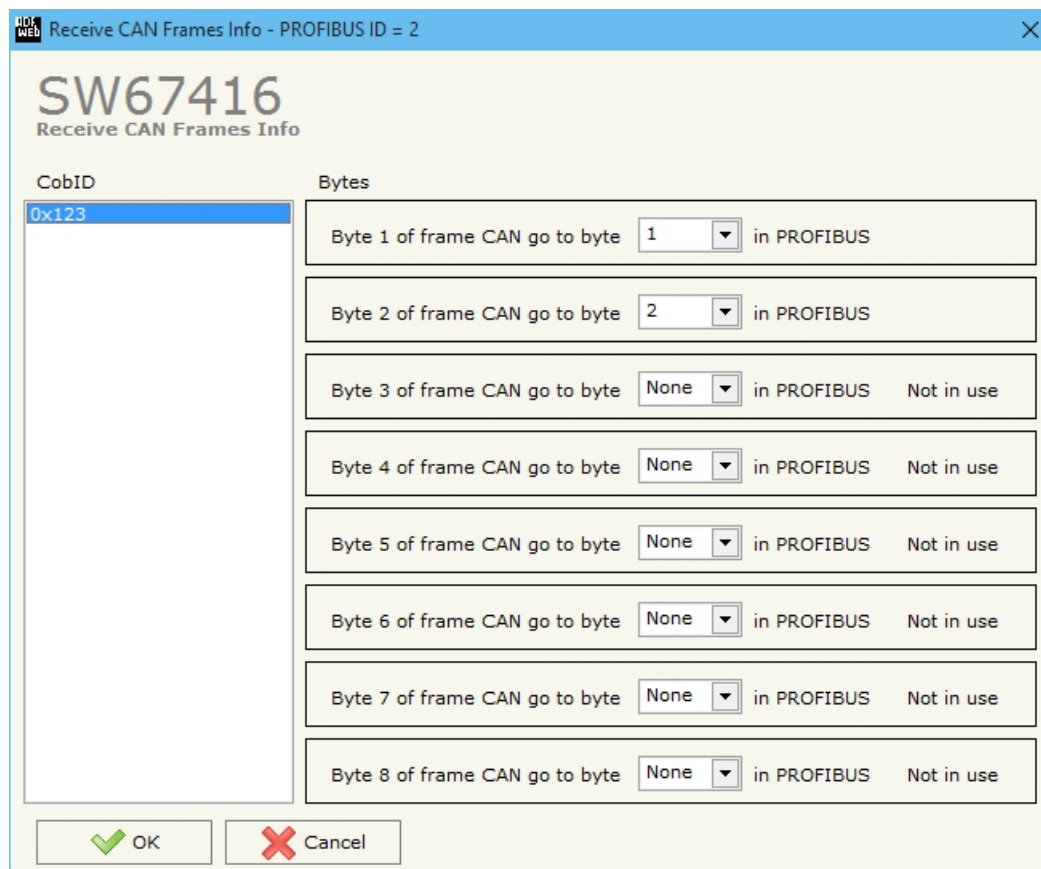 ADF
WEB
Receive CAN Frames Info - PROFIBUS ID = 2
SW67416
Receive CAN Frames Info
CobID
Bytes
0x123
Byte 1 of frame CAN go to byte 1 in PROFIBUS
Byte 2 of frame CAN go to byte 2 in PROFIBUS
Byte 3 of frame CAN go to byte None in PROFIBUS Not in use
Byte 4 of frame CAN go to byte None in PROFIBUS Not in use
Byte 5 of frame CAN go to byte None in PROFIBUS Not in use
Byte 6 of frame CAN go to byte None in PROFIBUS Not in use
Byte 7 of frame CAN go to byte None in PROFIBUS Not in use
Byte 8 of frame CAN go to byte None in PROFIBUS Not in use
OK
Cancel